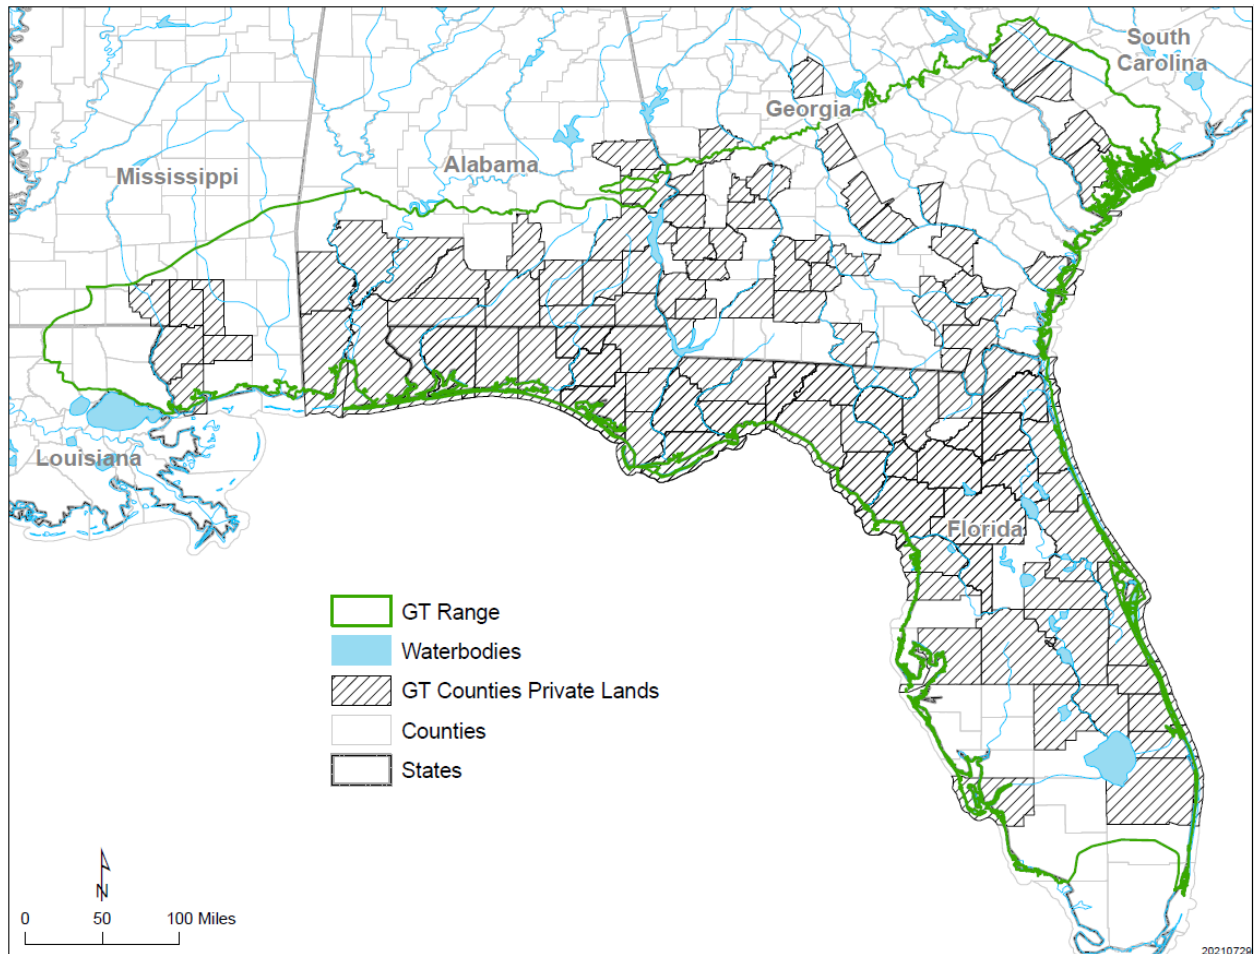 South
Carolina
Georgia
Alabama
Mississippi
Louisiana
Florida
GT Range
Waterbodies
GT Counties Private Lands
Counties
States
N
0 50 100 Miles
20210729